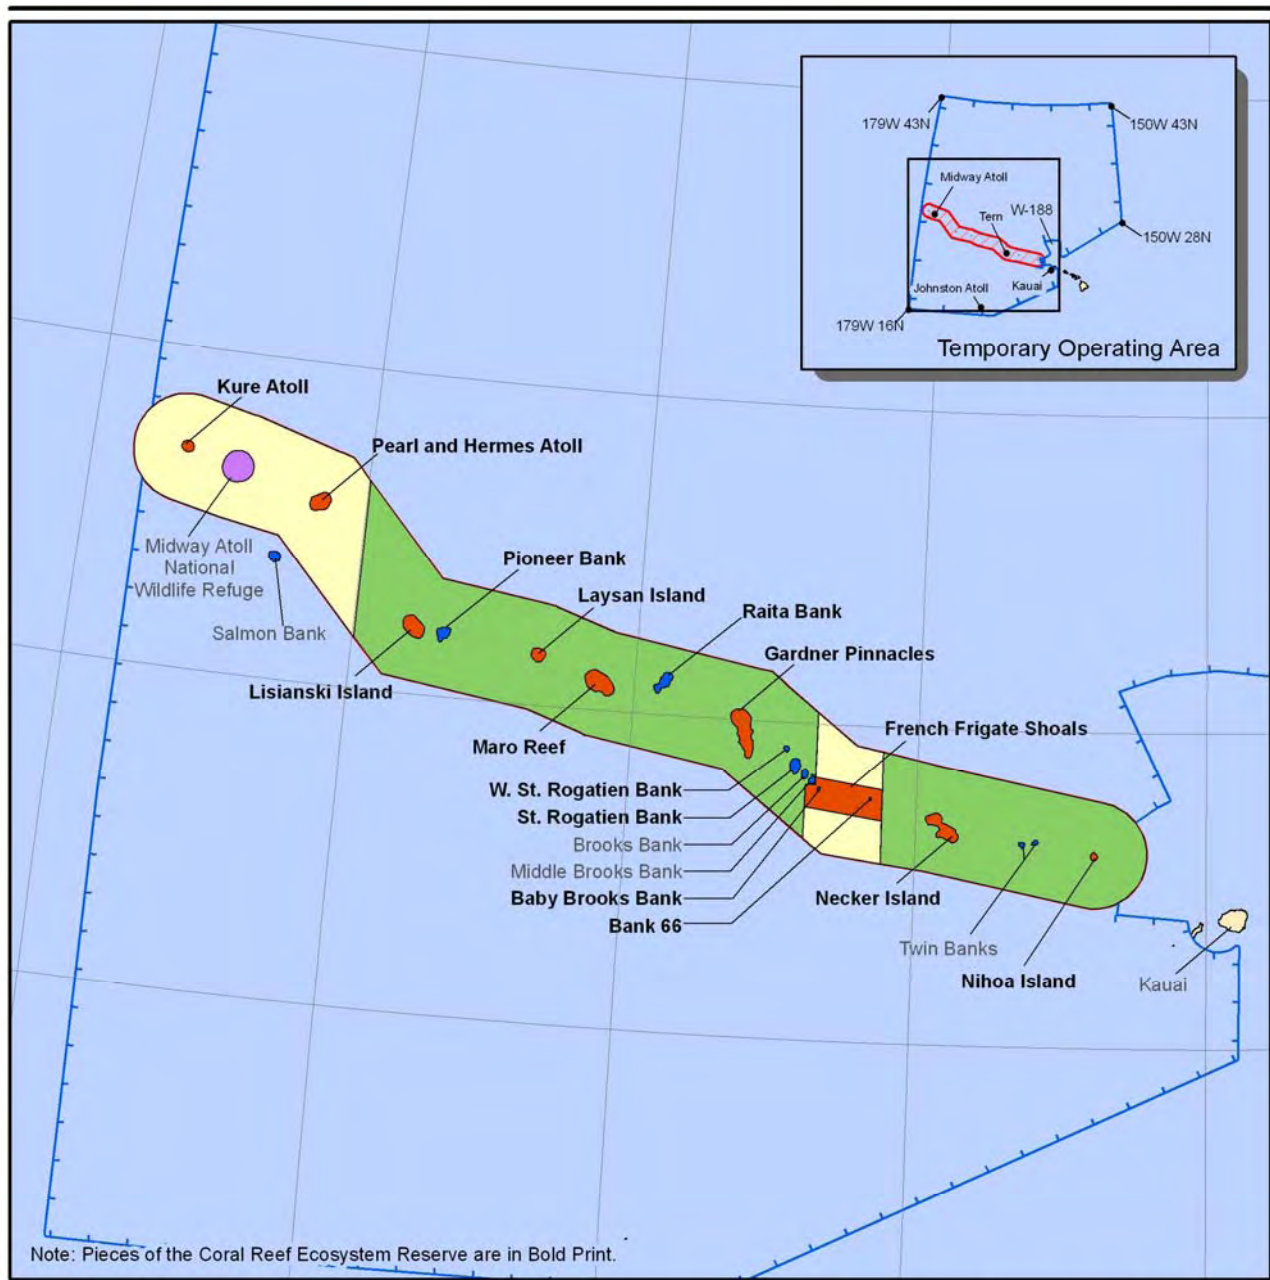 179W 43N
150W 43N
Midway Atoll
Tern
W-188
150W 28N
Johnston Atoll
Kauai
179W 16N
Temporary Operating Area
Kure Atoll
Pearl and Hermes Atoll
Midway Atoll
National
Wildlife Refuge
Salmon Bank
Pioneer Bank
Laysan Island
Raita Bank
Gardner Pinnacles
Lisianski Island
Maro Reef
French Frigate Shoals
W. St. Rogatien Bank
St. Rogatien Bank
Brooks Bank
Middle Brooks Bank
Baby Brooks Bank
Bank 66
Necker Island
Twin Banks
Nihoa Island
Kauai
Note: Pieces of the Coral Reef Ecosystem Reserve are in Bold Print.